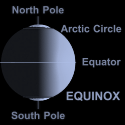 North Pole
Arctic Circle
Equator
EQUINOX
South Pole